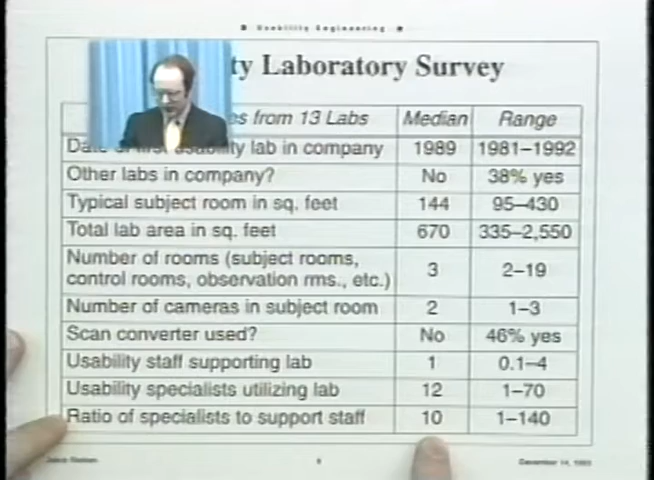 Usability Engineering
ty Laboratory Survey
es from 13 Labs Median Range
Da first usability lab in company 1989 1981–1992
Other labs in company? No 38% yes
Typical subject room in sq. feet 144 95–430
Total lab area in sq. feet 670 335–2,550
Number of rooms (subject rooms,
control rooms, observation rms., etc.) 3 2–19
Number of cameras in subject room 2 1–3
Scan converter used? No 46% yes
Usability staff supporting lab 1 0.1–4
Usability specialists utilizing lab 12 1–70
Ratio of specialists to support staff 10 1–140
December 14, 1993